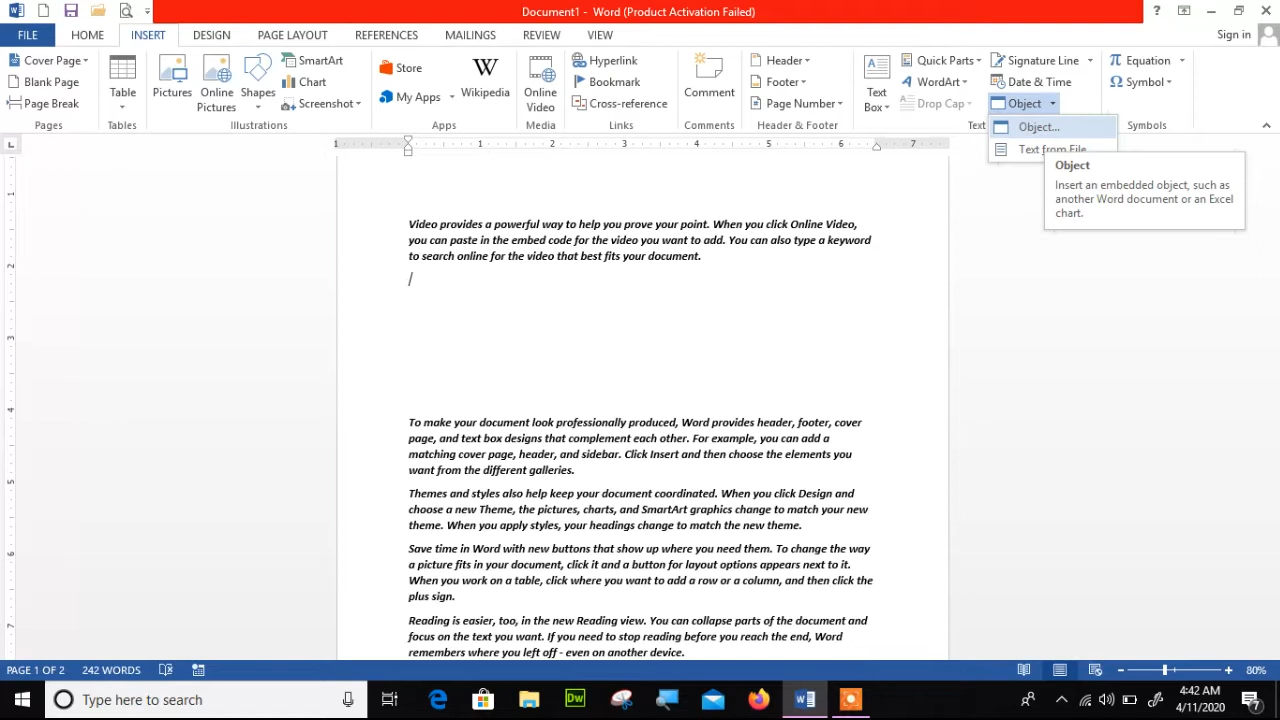 Document1 - Word (Product Activation Failed)
FILE HOME INSERT DESIGN PAGE LAYOUT REFERENCES MAILINGS REVIEW VIEW Sign in
Cover Page
Blank Page
Page Break
Pages
Table
Tables
Pictures
Online Pictures
Shapes
SmartArt
Chart
Screenshot
Illustrations
Store
My Apps
Wikipedia
Apps
Online Video
Media
Hyperlink
Bookmark
Cross-reference
Links
Comment
Comments
Header
Footer
Page Number
Header & Footer
Text Box
Quick Parts
WordArt
Drop Cap
Signature Line
Date & Time
Object
Text
Equation
Symbol
Symbols
Object...
Text from File...
Object
Insert an embedded object, such as
another Word document or an Excel
chart.
1 1 2 3 4 5 6 7
1
2
3
4
5
6
7
Video provides a powerful way to help you prove your point. When you click Online Video,
you can paste in the embed code for the video you want to add. You can also type a keyword
to search online for the video that best fits your document.
To make your document look professionally produced, Word provides header, footer, cover
page, and text box designs that complement each other. For example, you can add a
matching cover page, header, and sidebar. Click Insert and then choose the elements you
want from the different galleries.
Themes and styles also help keep your document coordinated. When you click Design and
choose a new Theme, the pictures, charts, and SmartArt graphics change to match your new
theme. When you apply styles, your headings change to match the new theme.
Save time in Word with new buttons that show up where you need them. To change the way
a picture fits in your document, click it and a button for layout options appears next to it.
When you work on a table, click where you want to add a row or a column, and then click the
plus sign.
Reading is easier, too, in the new Reading view. You can collapse parts of the document and
focus on the text you want. If you need to stop reading before you reach the end, Word
remembers where you left off - even on another device.
PAGE 1 OF 2 242 WORDS 80%
Type here to search
Dw
4:42 AM
4/11/2020
7